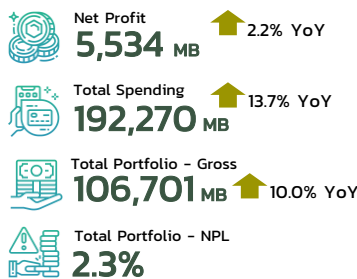 Net Profit
5,534 MB
2.2% YoY
Total Spending
192,270 MB
13.7% YoY
Total Portfolio - Gross
106,701 MB
10.0% YoY
Total Portfolio - NPL
2.3%